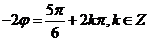 -2φ = 5π/6 + 2kπ, k ∈ Z